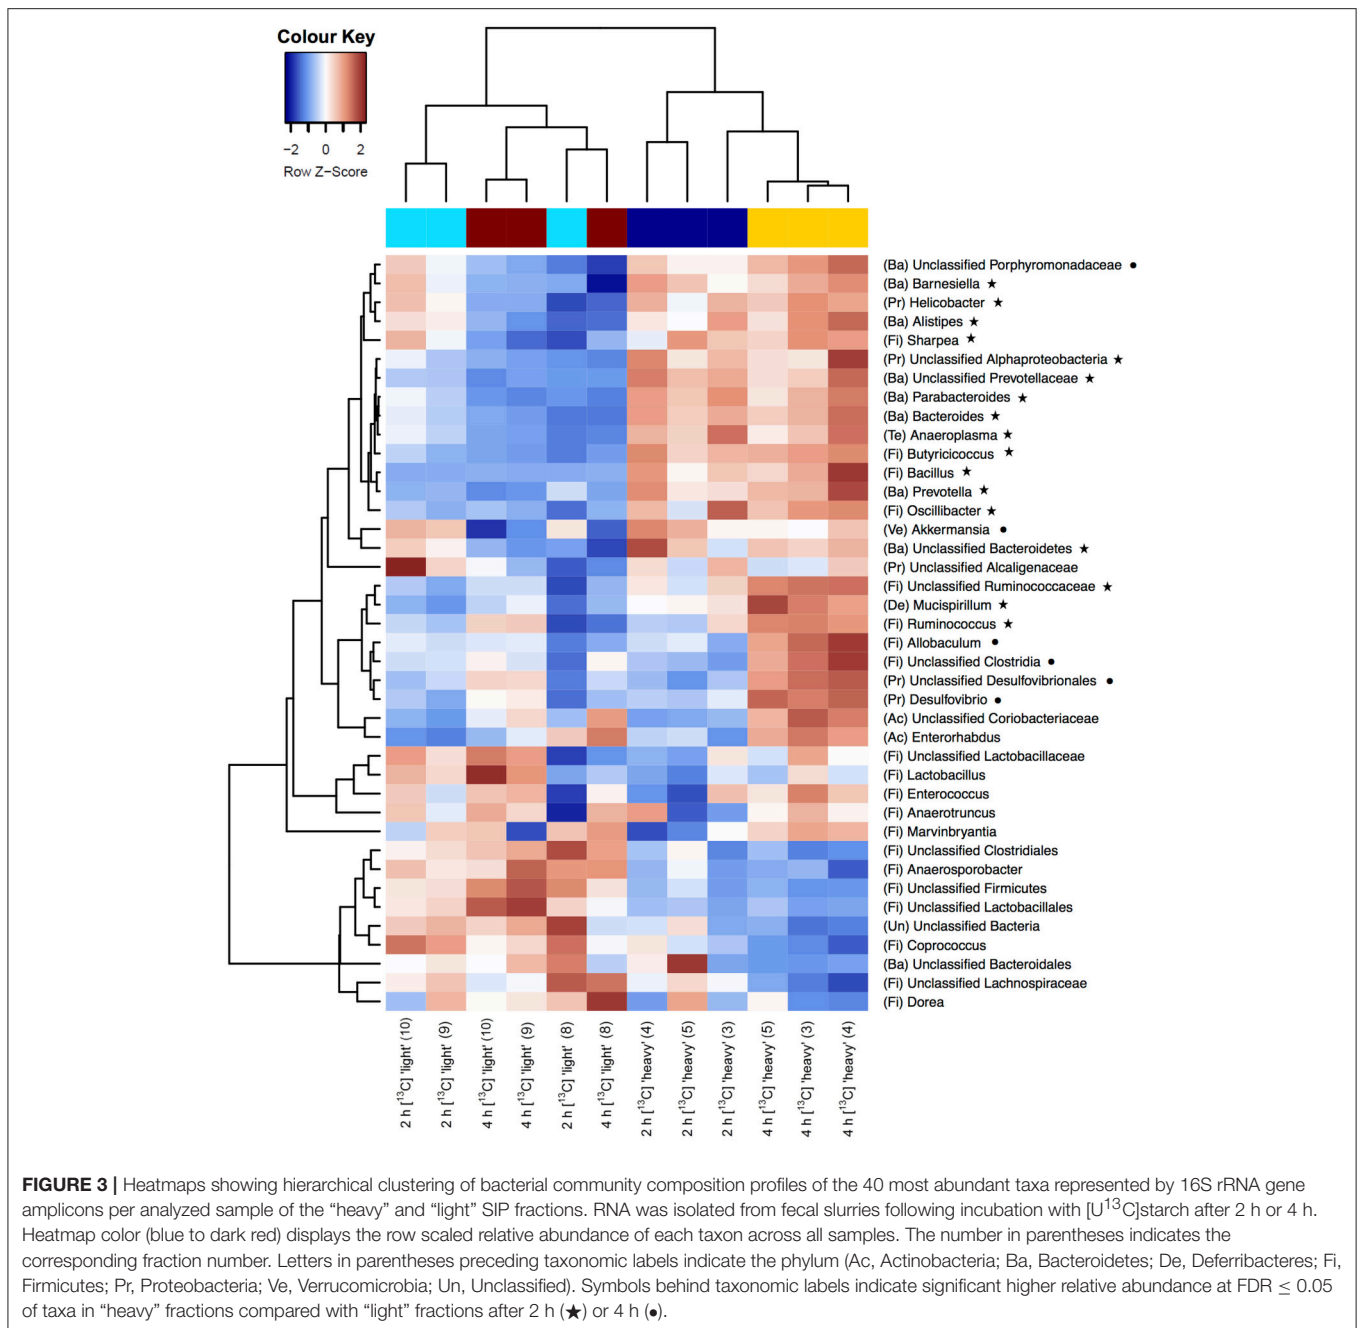 Colour Key
−2 0 2
Row Z−Score
(Ba) Unclassified Porphyromonadaceae ●
(Ba) Barnesiella ★
(Pr) Helicobacter ★
(Ba) Alistipes ★
(Fi) Sharpea ★
(Pr) Unclassified Alphaproteobacteria ★
(Ba) Unclassified Prevotellaceae ★
(Ba) Parabacteroides ★
(Ba) Bacteroides ★
(Te) Anaeroplasma ★
(Fi) Butyricicoccus ★
(Fi) Bacillus ★
(Ba) Prevotella ★
(Fi) Oscillibacter ★
(Ve) Akkermansia ●
(Ba) Unclassified Bacteroidetes ★
(Pr) Unclassified Alcaligenaceae
(Fi) Unclassified Ruminococcaceae ★
(De) Mucispirillum ★
(Fi) Ruminococcus ★
(Fi) Allobaculum ●
(Fi) Unclassified Clostridia ●
(Pr) Unclassified Desulfovibrionales ●
(Pr) Desulfovibrio ●
(Ac) Unclassified Coriobacteriaceae
(Ac) Enterorhabdus
(Fi) Unclassified Lactobacillaceae
(Fi) Lactobacillus
(Fi) Enterococcus
(Fi) Anaerotruncus
(Fi) Marvinbryantia
(Fi) Unclassified Clostridiales
(Fi) Anaerosporobacter
(Fi) Unclassified Firmicutes
(Fi) Unclassified Lactobacillales
(Un) Unclassified Bacteria
(Fi) Coprococcus
(Ba) Unclassified Bacteroidales
(Fi) Unclassified Lachnospiraceae
(Fi) Dorea
2 h [¹³C] 'light' (10)
2 h [¹³C] 'light' (9)
4 h [¹³C] 'light' (10)
4 h [¹³C] 'light' (9)
2 h [¹³C] 'light' (8)
4 h [¹³C] 'light' (8)
2 h [¹³C] 'heavy' (4)
2 h [¹³C] 'heavy' (5)
2 h [¹³C] 'heavy' (3)
4 h [¹³C] 'heavy' (5)
4 h [¹³C] 'heavy' (3)
4 h [¹³C] 'heavy' (4)
FIGURE 3 | Heatmaps showing hierarchical clustering of bacterial community composition profiles of the 40 most abundant taxa represented by 16S rRNA gene
amplicons per analyzed sample of the “heavy” and “light” SIP fractions. RNA was isolated from fecal slurries following incubation with [U¹³C]starch after 2 h or 4 h.
Heatmap color (blue to dark red) displays the row scaled relative abundance of each taxon across all samples. The number in parentheses indicates the
corresponding fraction number. Letters in parentheses preceding taxonomic labels indicate the phylum (Ac, Actinobacteria; Ba, Bacteroidetes; De, Deferribacteres; Fi,
Firmicutes; Pr, Proteobacteria; Ve, Verrucomicrobia; Un, Unclassified). Symbols behind taxonomic labels indicate significant higher relative abundance at FDR ≤ 0.05
of taxa in “heavy” fractions compared with “light” fractions after 2 h (★) or 4 h (●).